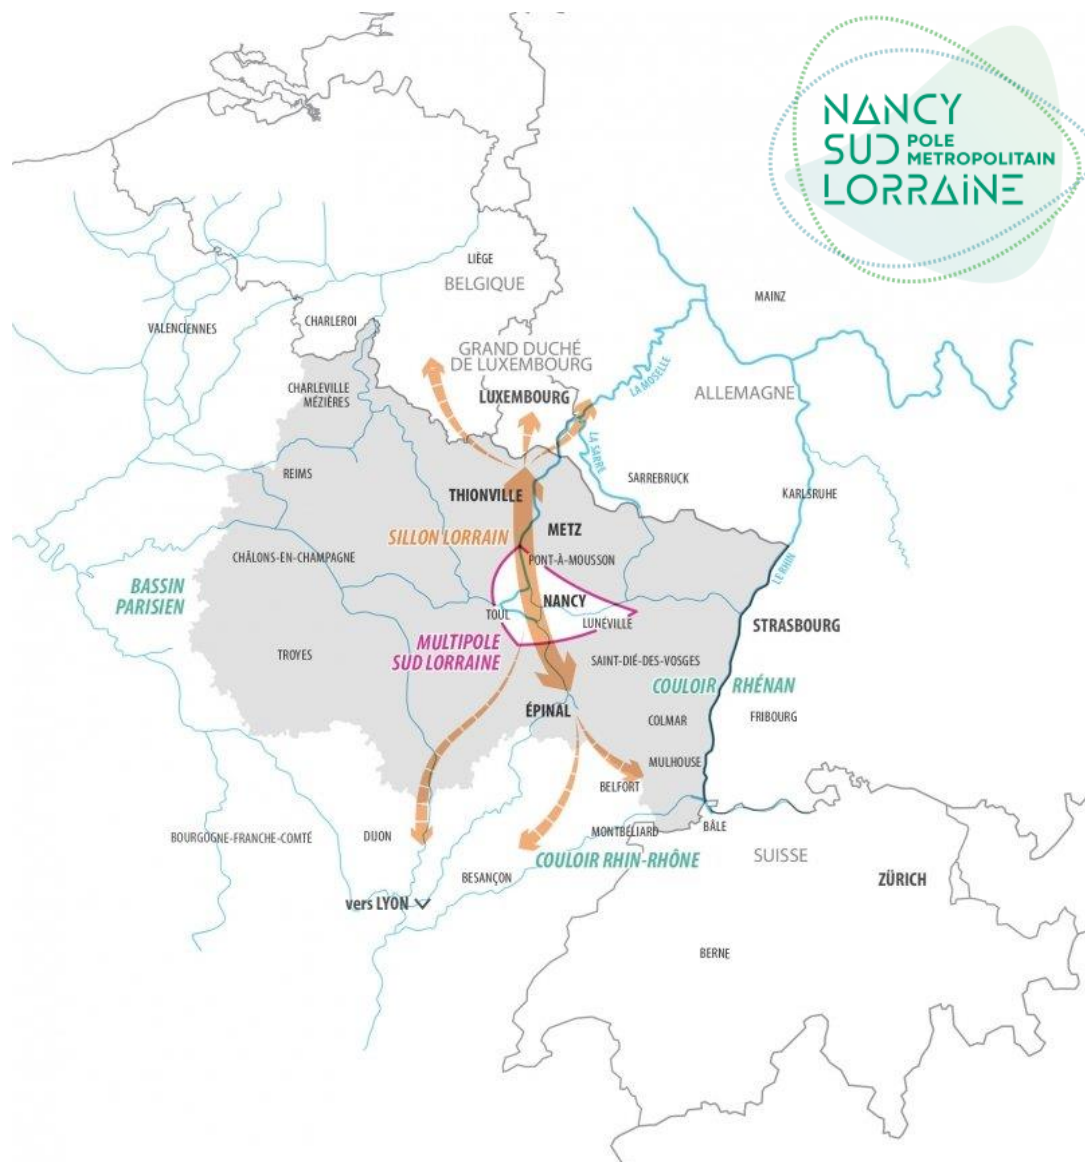 NANCY
SUD POLE METROPOLITAIN
LORRAINE
LIÈGE
BELGIQUE
MAINZ
CHARLEROI
VALENCIENNES
GRAND DUCHÉ
DE LUXEMBOURG
LA MOSELLE
CHARLEVILLE
MÉZIÈRES
LUXEMBOURG
ALLEMAGNE
LA SARRE
REIMS
SARREBRUCK
THIONVILLE
KARLSRUHE
SILLON LORRAIN
METZ
CHÂLONS-EN-CHAMPAGNE
PONT-À-MOUSSON
LE RHIN
BASSIN
PARISIEN
NANCY
TOUL
LUNÉVILLE
STRASBOURG
MULTIPOLE
SUD LORRAINE
TROYES
SAINT-DIÉ-DES-VOSGES
COULOIR RHÉNAN
ÉPINAL
COLMAR
FRIBOURG
MULHOUSE
BELFORT
BOURGOGNE-FRANCHE-COMTÉ
DIJON
MONTBÉLIARD
BÂLE
COULOIR RHIN-RHÔNE
SUISSE
BESANÇON
ZÜRICH
vers LYON
BERNE